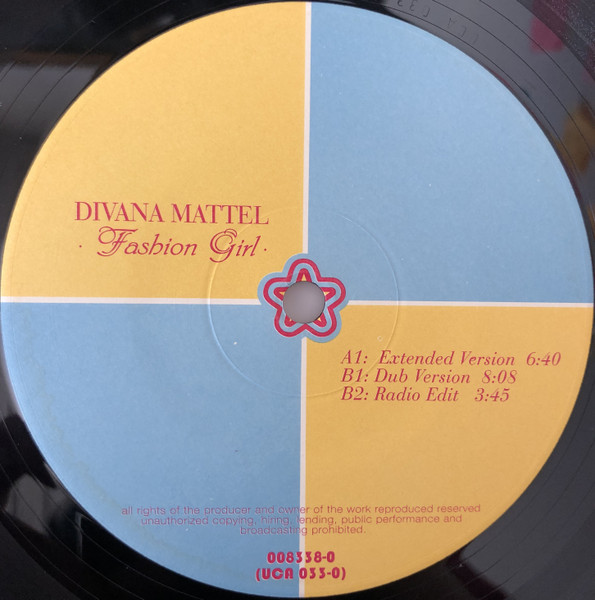 DIVANA MATTEL
· Fashion Girl ·
A1: Extended Version 6:40
B1: Dub Version 8:08
B2: Radio Edit 3:45
all rights of the producer and owner of the work reproduced reserved
unauthorized copying, hiring, lending, public performance and
broadcasting prohibited.
008338-0
(UCA 033-0)